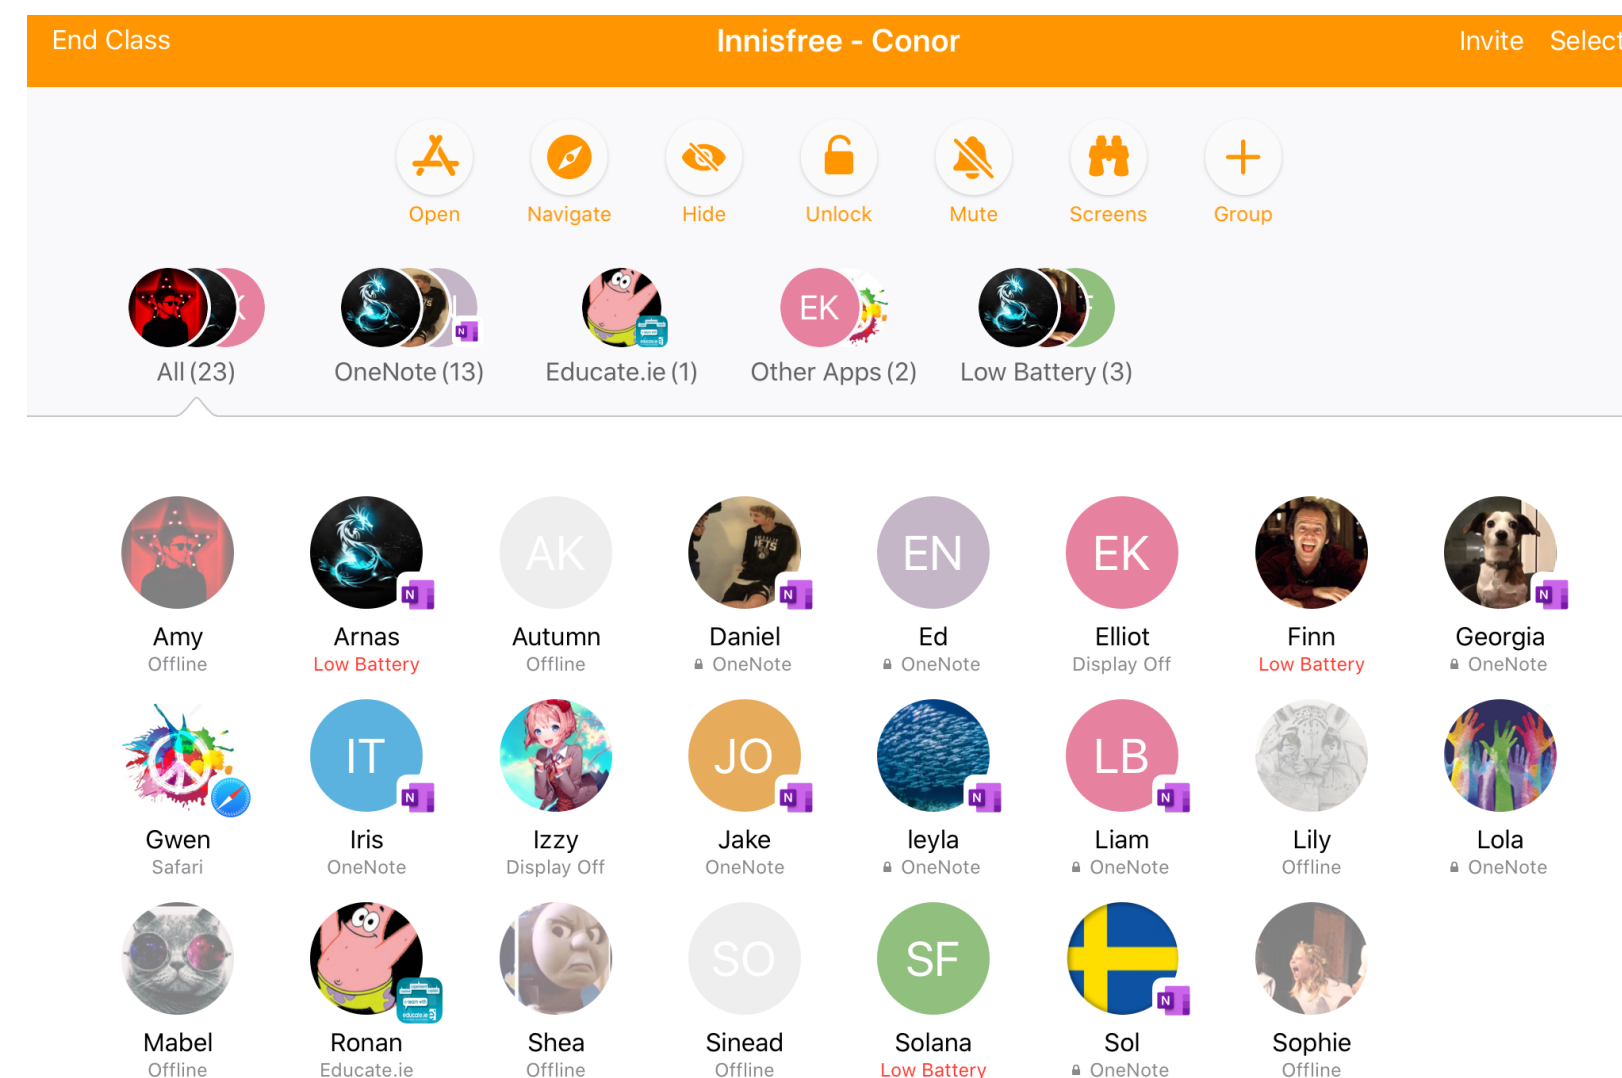 End Class Innisfree - Conor Invite Select
Open Navigate Hide Unlock Mute Screens Group
EK
All (23) OneNote (13) Educate.ie (1) Other Apps (2) Low Battery (3)
AK EN EK
Amy Arnas Autumn Daniel Ed Elliot Finn Georgia
Offline Low Battery Offline OneNote OneNote Display Off Low Battery OneNote
IT JO LB
Gwen Iris Izzy Jake leyla Liam Lily Lola
Safari OneNote Display Off OneNote OneNote OneNote Offline OneNote
SO SF
Mabel Ronan Shea Sinead Solana Sol Sophie
Offline Educate.ie Offline Offline Low Battery OneNote Offline